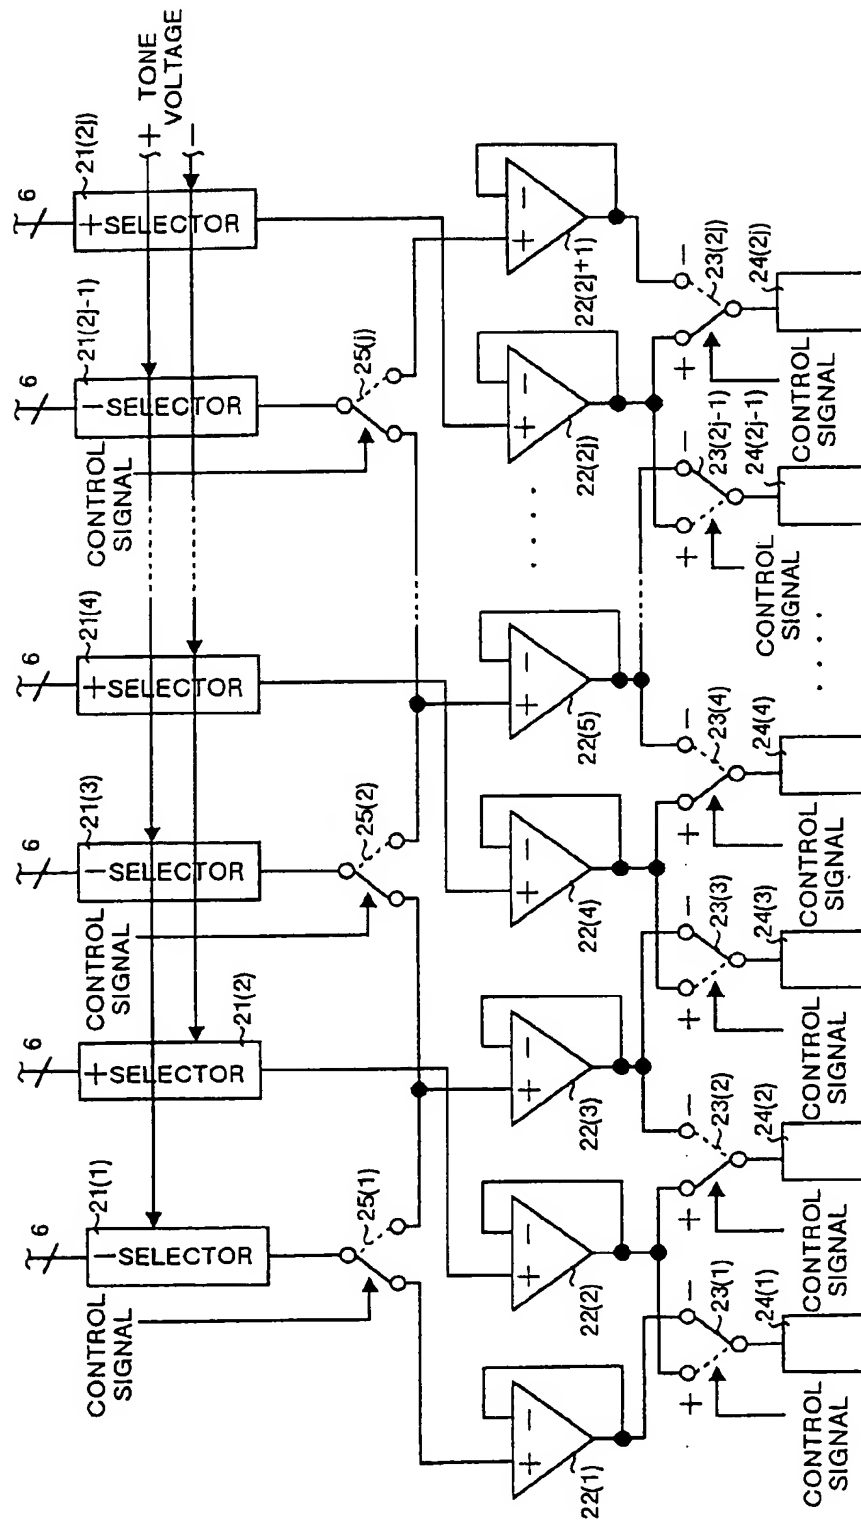 TONE
VOLTAGE
+
−
6
+SELECTOR
21(2j)
6
−SELECTOR
21(2j-1)
CONTROL
SIGNAL
25(j)
6
+SELECTOR
21(4)
6
−SELECTOR
21(3)
CONTROL
SIGNAL
25(2)
6
+SELECTOR
21(2)
6
−SELECTOR
21(1)
CONTROL
SIGNAL
25(1)
−
+
22(2j+1)
−
+
22(2j)
· · · ·
−
+
22(5)
−
+
22(4)
−
+
22(3)
−
+
22(2)
−
+
22(1)
−
+
23(2j)
24(2j)
CONTROL
SIGNAL
−
+
23(2j-1)
24(2j-1)
CONTROL
SIGNAL
· · · ·
−
+
23(4)
24(4)
CONTROL
SIGNAL
−
+
23(3)
24(3)
CONTROL
SIGNAL
−
+
23(2)
24(2)
CONTROL
SIGNAL
−
+
23(1)
24(1)
CONTROL
SIGNAL